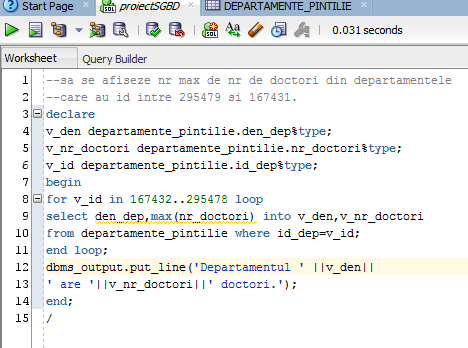 Start Page
proiectSGBD
DEPARTAMENTE_PINTILIE
0.031 seconds
Worksheet
Query Builder
1 --sa se afiseze nr max de nr de doctori din departamentele
2 --care au id intre 295479 si 167431.
3 declare
4 v_den departamente_pintilie.den_dep%type;
5 v_nr_doctori departamente_pintilie.nr_doctori%type;
6 v_id departamente_pintilie.id_dep%type;
7 begin
8 for v_id in 167432..295478 loop
9 select den_dep,max(nr_doctori) into v_den,v_nr_doctori
10 from departamente_pintilie where id_dep=v_id;
11 end loop;
12 dbms_output.put_line('Departamentul ' ||v_den||
13 ' are '||v_nr_doctori||' doctori.');
14 end;
15 /